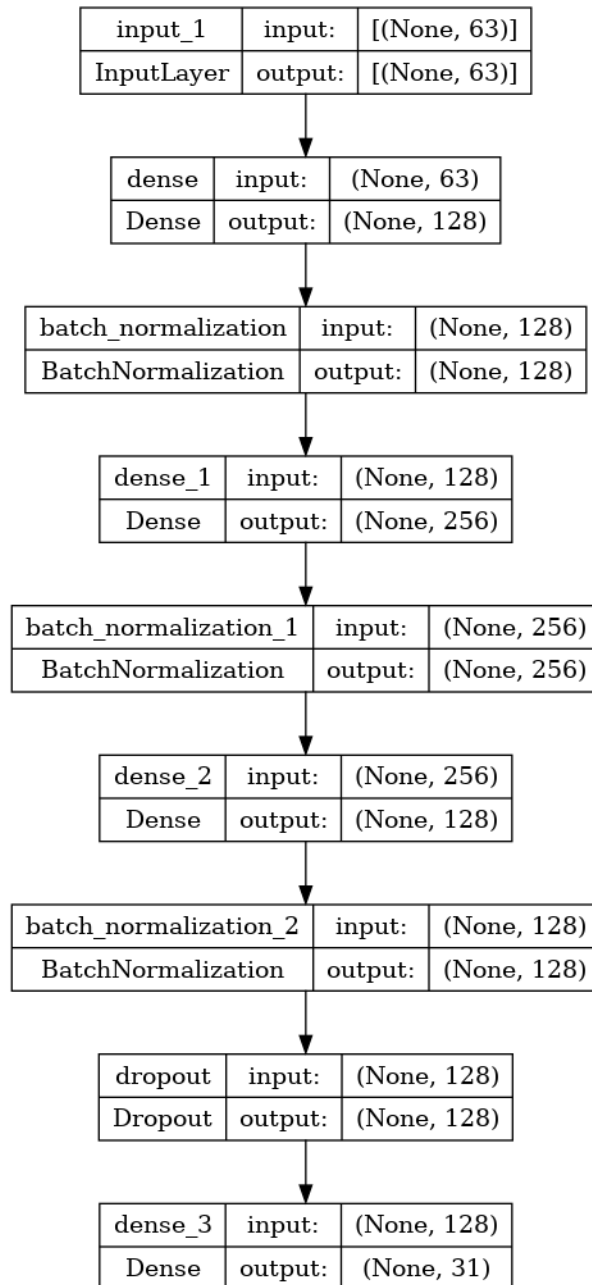 input_1 input: [(None, 63)]
InputLayer output: [(None, 63)]
dense input: (None, 63)
Dense output: (None, 128)
batch_normalization input: (None, 128)
BatchNormalization output: (None, 128)
dense_1 input: (None, 128)
Dense output: (None, 256)
batch_normalization_1 input: (None, 256)
BatchNormalization output: (None, 256)
dense_2 input: (None, 256)
Dense output: (None, 128)
batch_normalization_2 input: (None, 128)
BatchNormalization output: (None, 128)
dropout input: (None, 128)
Dropout output: (None, 128)
dense_3 input: (None, 128)
Dense output: (None, 31)